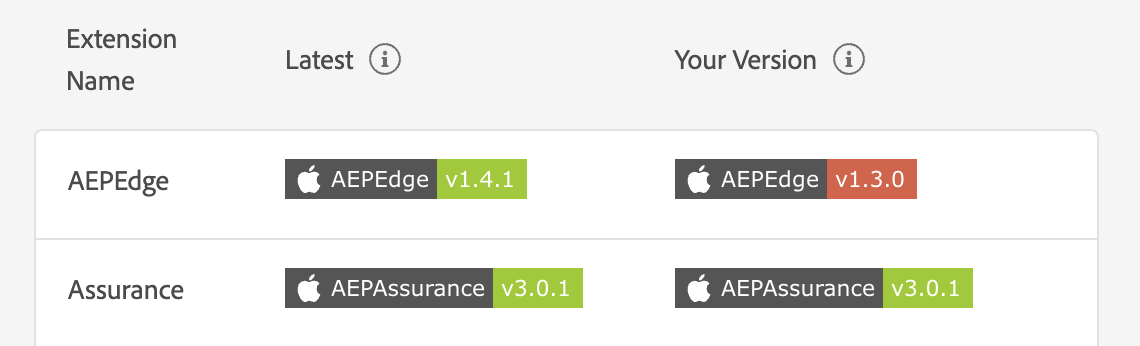 Extension
Name
Latest
Your Version
AEPEdge
AEPEdge v1.4.1
AEPEdge v1.3.0
Assurance
AEPAssurance v3.0.1
AEPAssurance v3.0.1